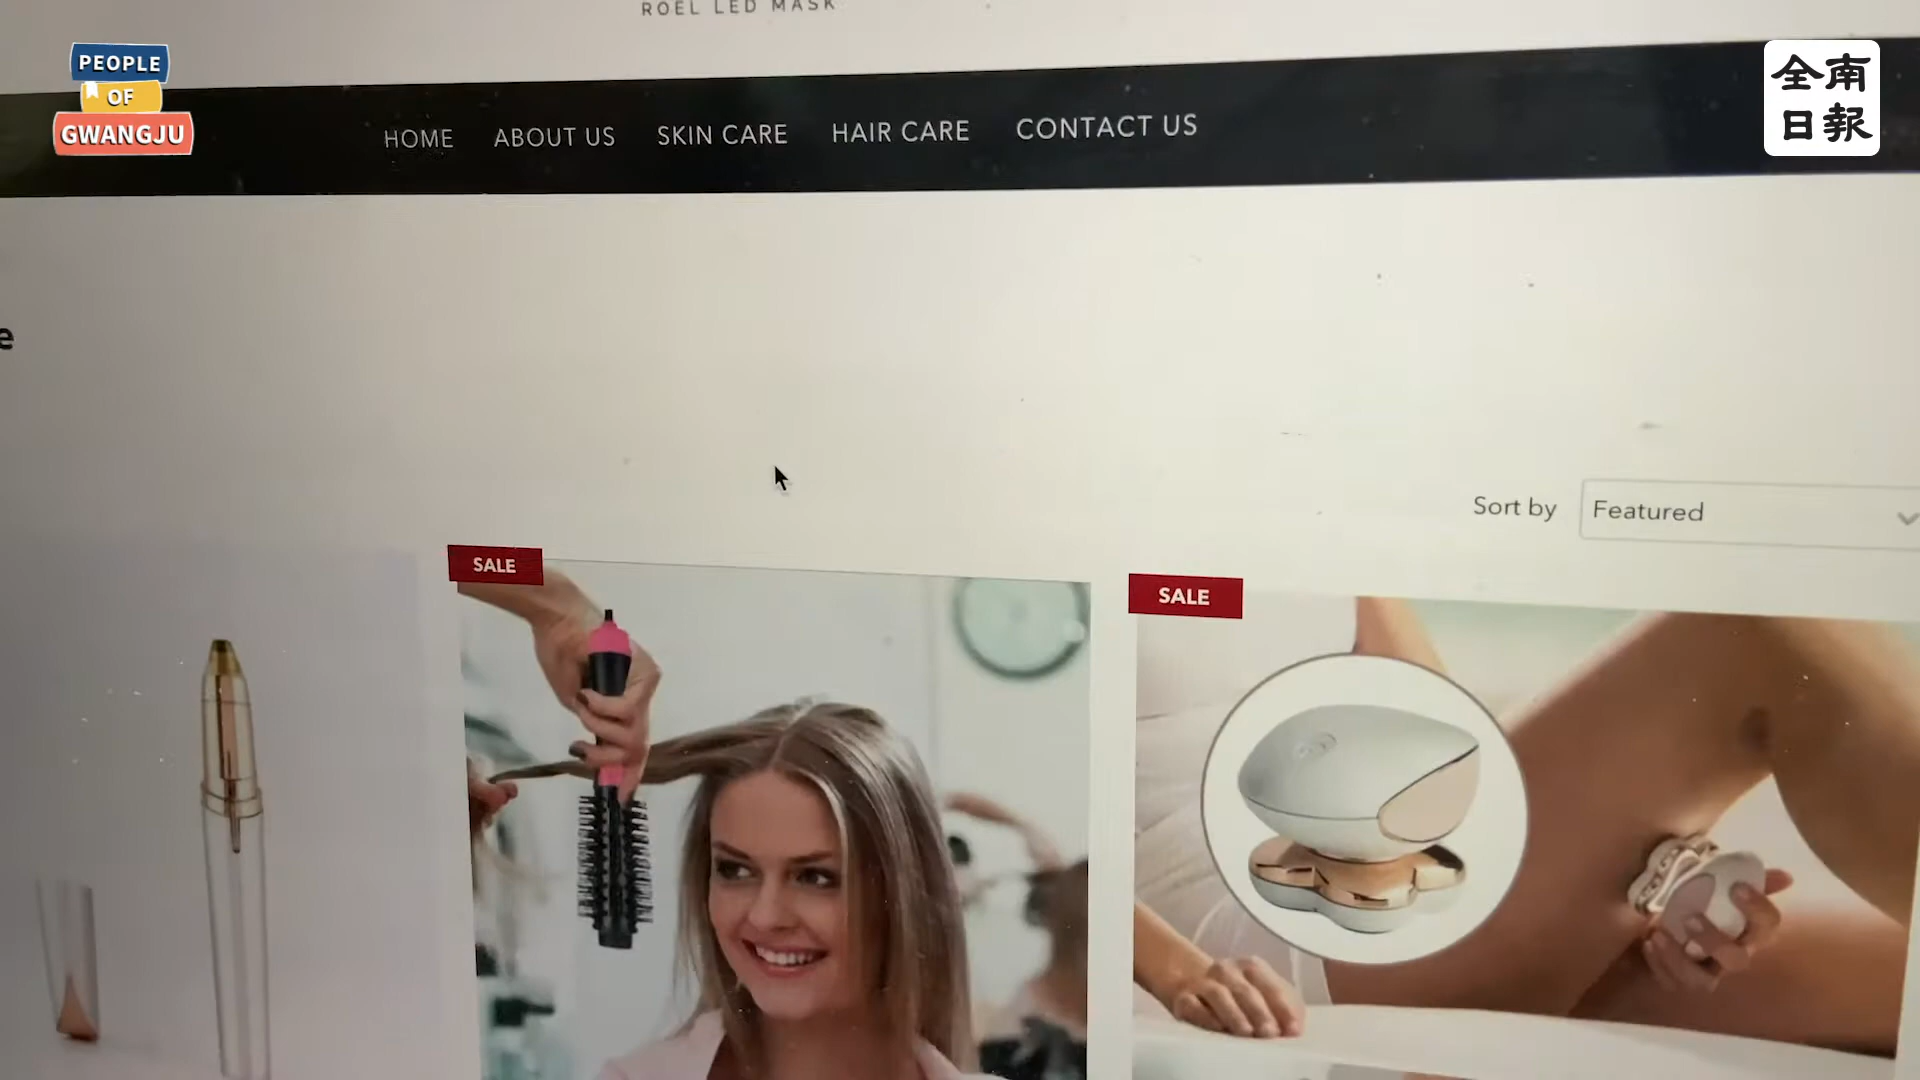 ROEL LED MASK
PEOPLE
OF
GWANGJU
全南
日報
HOME ABOUT US SKIN CARE HAIR CARE CONTACT US
e
Sort by Featured
SALE
SALE